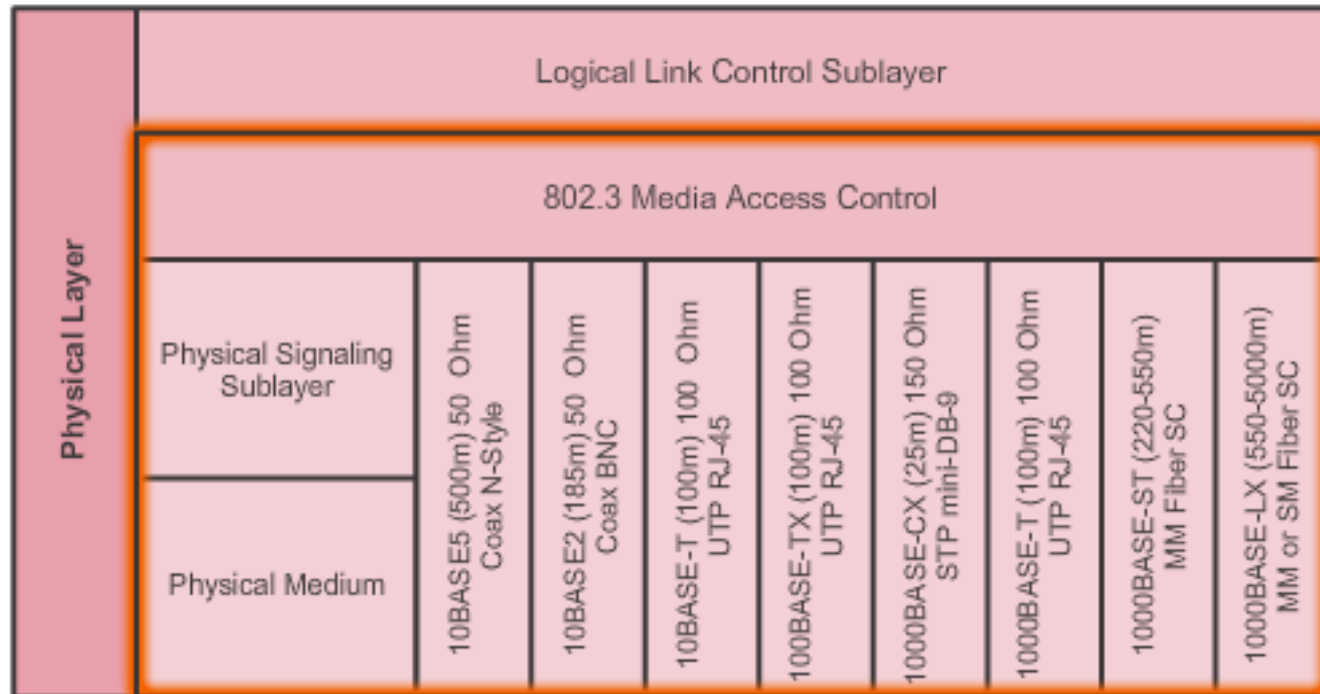 Physical Layer
Logical Link Control Sublayer
802.3 Media Access Control
Physical Signaling
Sublayer
Physical Medium
10BASE5 (500m) 50 Ohm
Coax N-Style
10BASE2 (185m) 50 Ohm
Coax BNC
10BASE-T (100m) 100 Ohm
UTP RJ-45
100BASE-TX (100m) 100 Ohm
UTP RJ-45
1000BASE-CX (25m) 150 Ohm
STP mini-DB-9
1000BASE-T (100m) 100 Ohm
UTP RJ-45
1000BASE-ST (220-550m)
MM Fiber SC
1000BASE-LX (550-5000m)
MM or SM Fiber SC